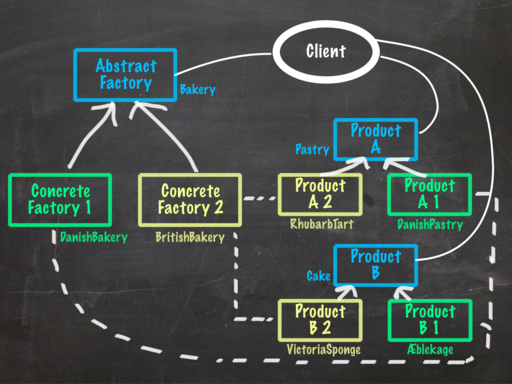 Client
Abstract
Factory
Bakery
Product
A
Pastry
Concrete
Factory 1
DanishBakery
Concrete
Factory 2
BritishBakery
Product
A 2
RhubarbTart
Product
A 1
DanishPastry
Product
B
Cake
Product
B 2
VictoriaSponge
Product
B 1
Æblekage